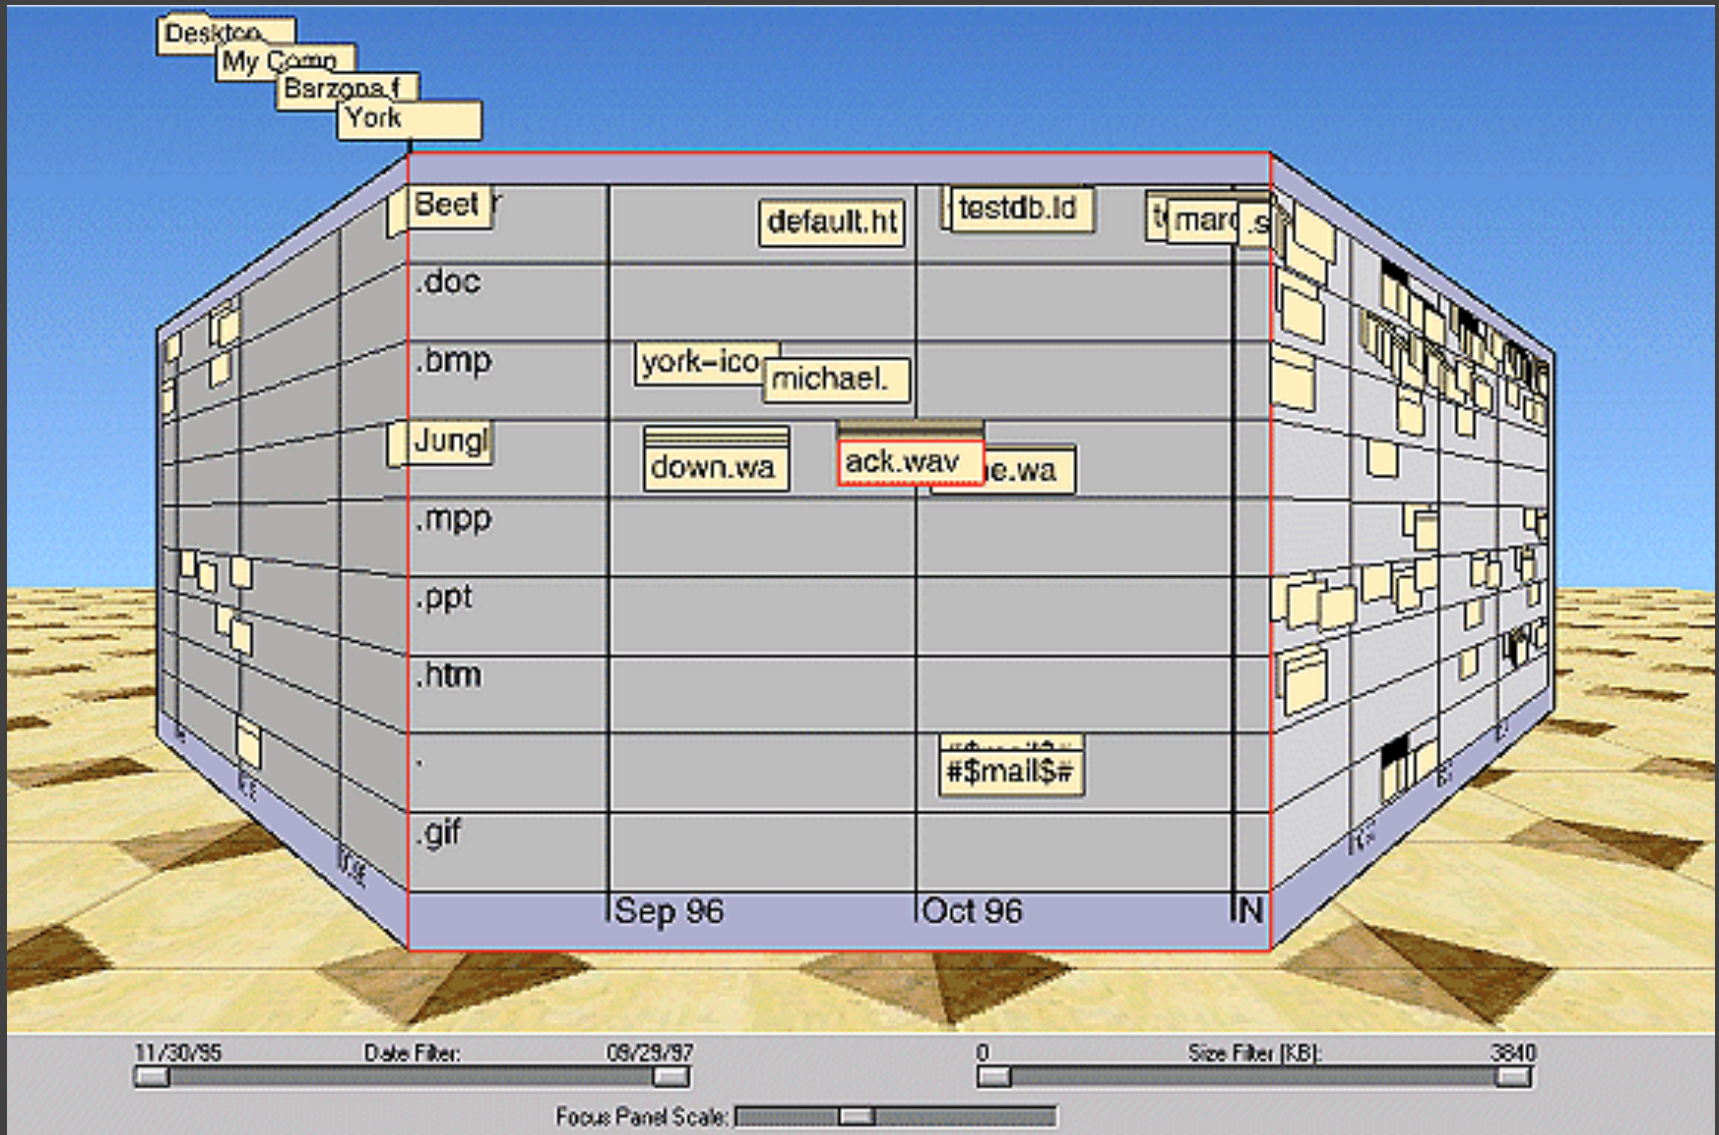 Desktop
My Comp
Barzona.f
York
Beet r
default.ht
testdb.ld
marc
.s
.doc
.bmp
york-ico
michael.
Jungl
down.wa
ack.wav
e.wa
.mpp
.ppt
.htm
.
#$mail$#
.gif
Sep 96
Oct 96
N
11/30/95
Date Filter:
09/29/97
0
Size Filter [KB]:
3840
Focus Panel Scale: